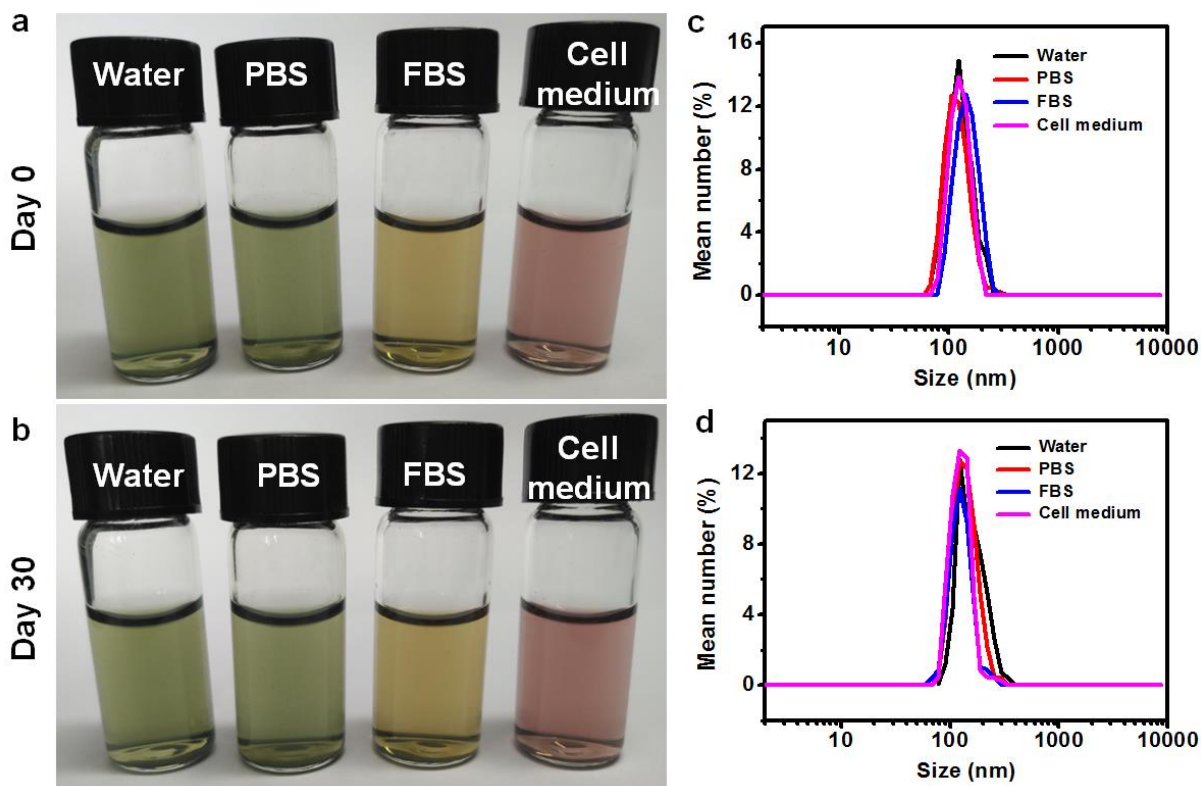 a
Day 0
Water
PBS
FBS
Cell
medium
b
Day 30
Water
PBS
FBS
Cell
medium
c
Mean number (%)
16
12
8
4
0
Water
PBS
FBS
Cell medium
10
100
1000
10000
Size (nm)
d
Mean number (%)
12
8
4
0
Water
PBS
FBS
Cell medium
10
100
1000
10000
Size (nm)